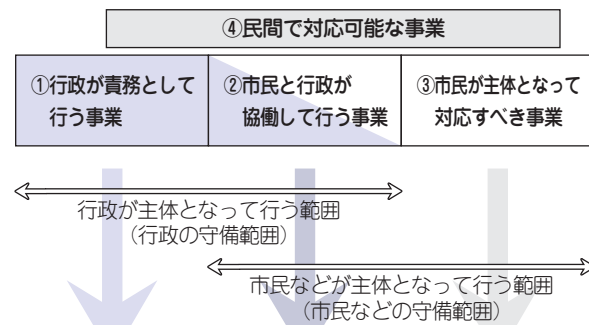 ④民間で対応可能な事業
①行政が責務として
行う事業
②市民と行政が
協働して行う事業
③市民が主体となって
対応すべき事業
行政が主体となって行う範囲
（行政の守備範囲）
市民などが主体となって行う範囲
（市民などの守備範囲）